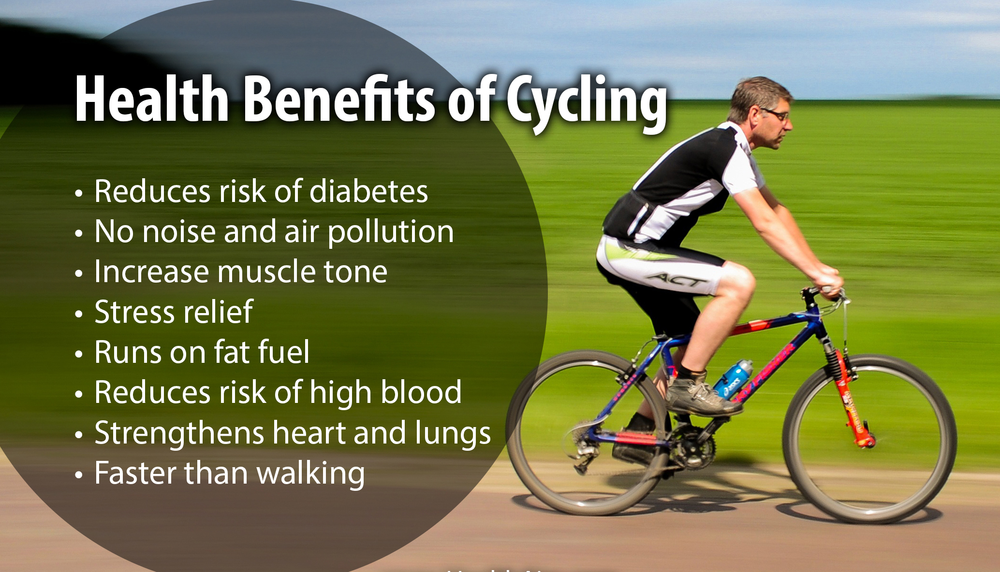 Health Benefits of Cycling
• Reduces risk of diabetes
• No noise and air pollution
• Increase muscle tone
• Stress relief
• Runs on fat fuel
• Reduces risk of high blood
• Strengthens heart and lungs
• Faster than walking
ACT
asics